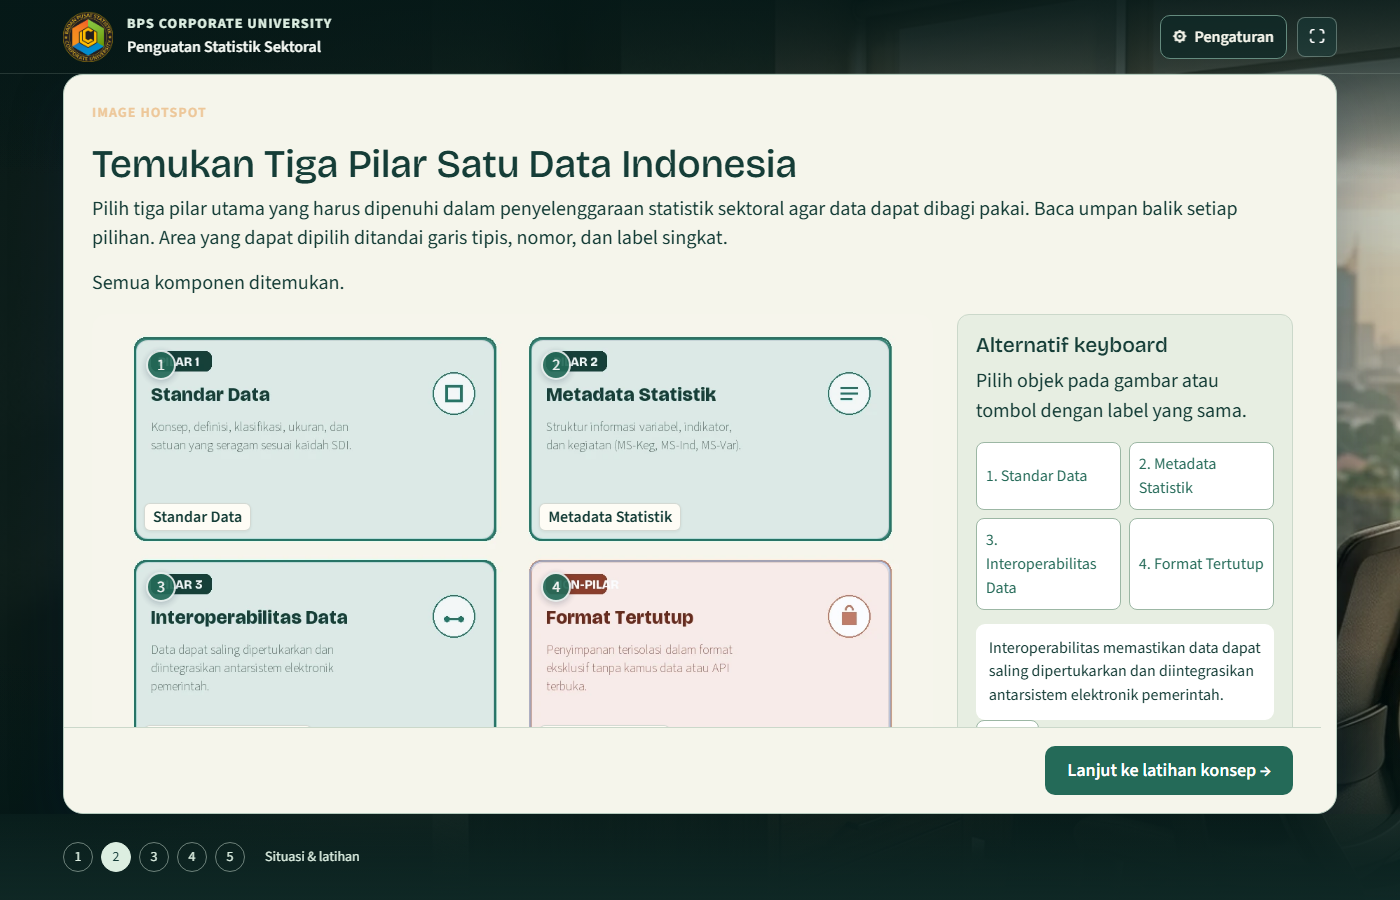 BPS CORPORATE UNIVERSITY
Penguatan Statistik Sektoral
Pengaturan
IMAGE HOTSPOT
Temukan Tiga Pilar Satu Data Indonesia
Pilih tiga pilar utama yang harus dipenuhi dalam penyelenggaraan statistik sektoral agar data dapat dibagi pakai. Baca umpan balik setiap
pilihan. Area yang dapat dipilih ditandai garis tipis, nomor, dan label singkat.
Semua komponen ditemukan.
1 AR 1
Standar Data
Konsep, definisi, klasifikasi, ukuran, dan
satuan yang seragam sesuai kaidah SDI.
Standar Data
2 AR 2
Metadata Statistik
Struktur informasi variabel, indikator,
dan kegiatan (MS-Keg, MS-Ind, MS-Var).
Metadata Statistik
3 AR 3
Interoperabilitas Data
Data dapat saling dipertukarkan dan
diintegrasikan antarsistem elektronik
pemerintah.
4 N-PILAR
Format Tertutup
Penyimpanan terisolasi dalam format
eksklusif tanpa kamus data atau API
terbuka.
Alternatif keyboard
Pilih objek pada gambar atau
tombol dengan label yang sama.
1. Standar Data
2. Metadata
Statistik
3.
Interoperabilitas
Data
4. Format Tertutup
Interoperabilitas memastikan data dapat
saling dipertukarkan dan diintegrasikan
antarsistem elektronik pemerintah.
Lanjut ke latihan konsep →
1 2 3 4 5 Situasi & latihan